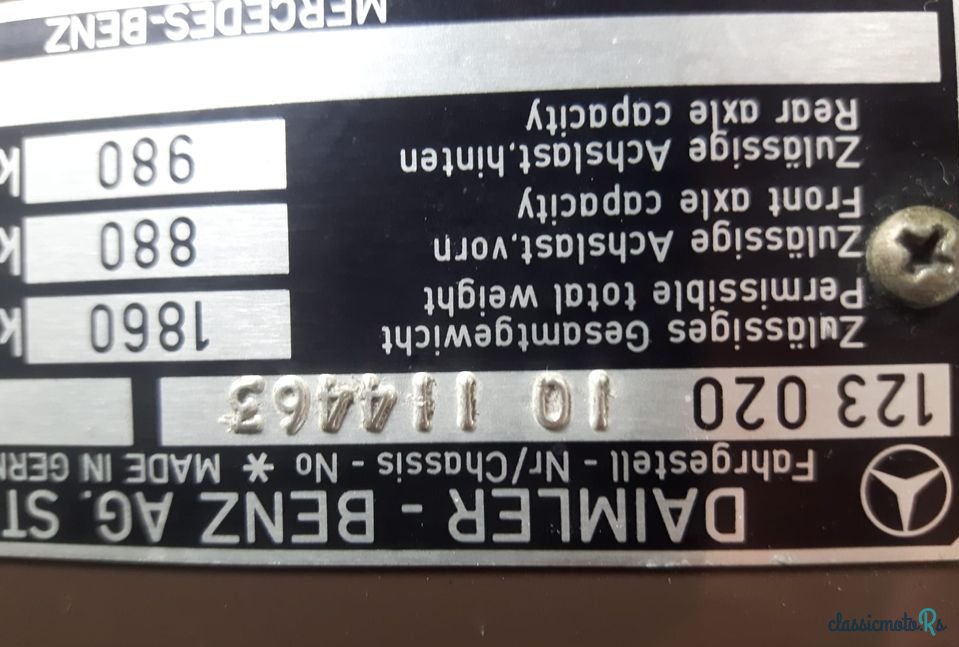 DAIMLER - BENZ AG. ST
Fahrgestell - Nr/Chassis - No * MADE IN GERM
123 020 10 114463
Zulässiges Gesamtgewicht
Permissible total weight 1860 k
Zulässige Achslast,vorn
Front axle capacity 880 k
Zulässige Achslast,hinten
Rear axle capacity 980 k
MERCEDES-BENZ
classicmotoRs